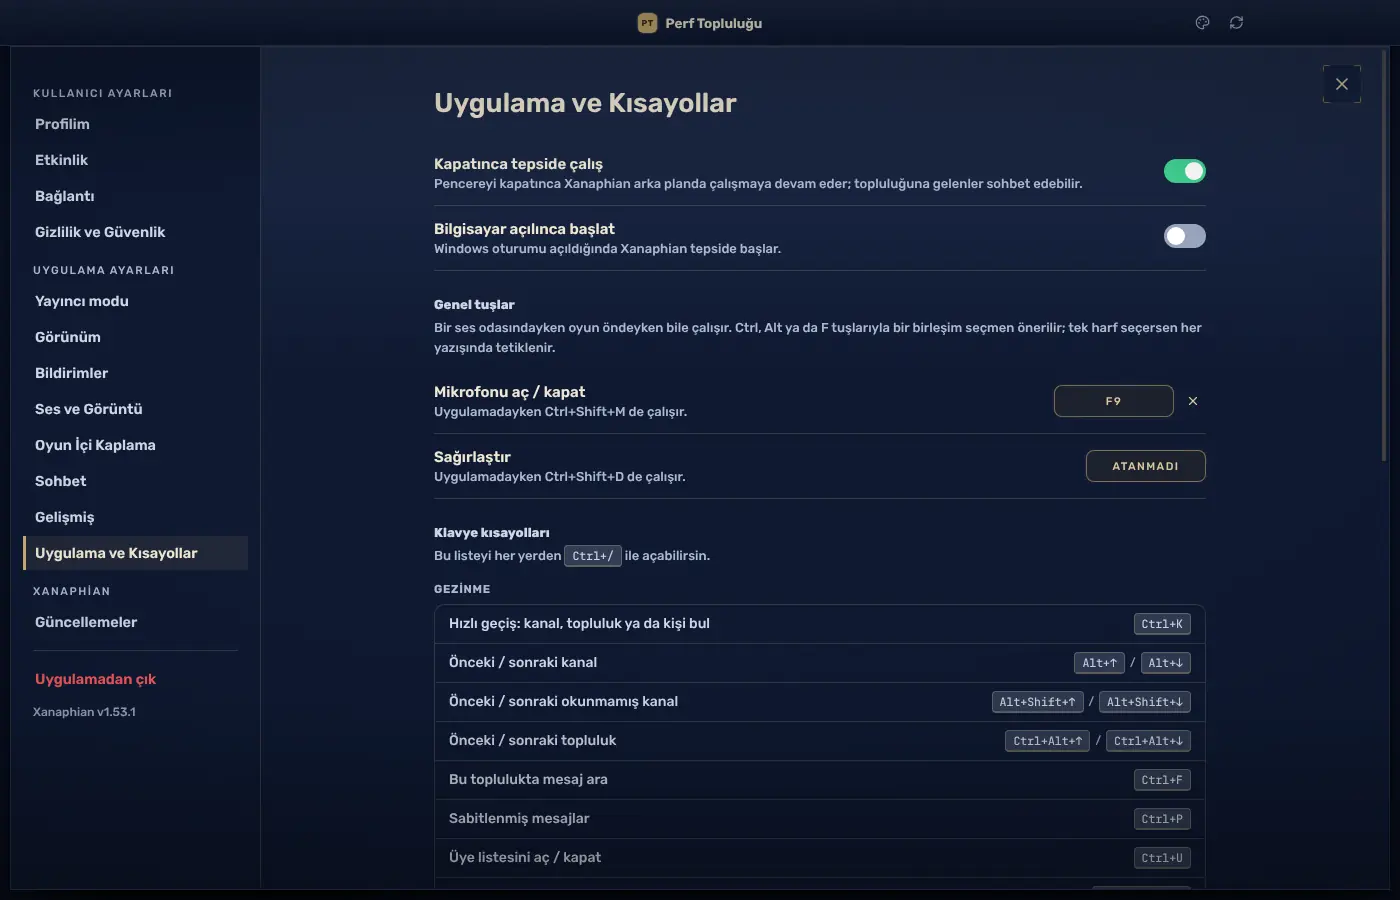 PT Perf Topluluğu
KULLANICI AYARLARI
Profilim
Etkinlik
Bağlantı
Gizlilik ve Güvenlik
UYGULAMA AYARLARI
Yayıncı modu
Görünüm
Bildirimler
Ses ve Görüntü
Oyun İçi Kaplama
Sohbet
Gelişmiş
Uygulama ve Kısayollar
XANAPHİAN
Güncellemeler
Uygulamadan çık
Xanaphian v1.53.1
Uygulama ve Kısayollar
Kapatınca tepside çalış
Pencereyi kapatınca Xanaphian arka planda çalışmaya devam eder; topluluğuna gelenler sohbet edebilir.
Bilgisayar açılınca başlat
Windows oturumu açıldığında Xanaphian tepside başlar.
Genel tuşlar
Bir ses odasındayken oyun öndeyken bile çalışır. Ctrl, Alt ya da F tuşlarıyla bir birleşim seçmen önerilir; tek harf seçersen her
yazışında tetiklenir.
Mikrofonu aç / kapat
Uygulamadayken Ctrl+Shift+M de çalışır.
F9
Sağırlaştır
Uygulamadayken Ctrl+Shift+D de çalışır.
ATANMADI
Klavye kısayolları
Bu listeyi her yerden Ctrl+/ ile açabilirsin.
GEZİNME
Hızlı geçiş: kanal, topluluk ya da kişi bul Ctrl+K
Önceki / sonraki kanal Alt+↑ / Alt+↓
Önceki / sonraki okunmamış kanal Alt+Shift+↑ / Alt+Shift+↓
Önceki / sonraki topluluk Ctrl+Alt+↑ / Ctrl+Alt+↓
Bu toplulukta mesaj ara Ctrl+F
Sabitlenmiş mesajlar Ctrl+P
Üye listesini aç / kapat Ctrl+U